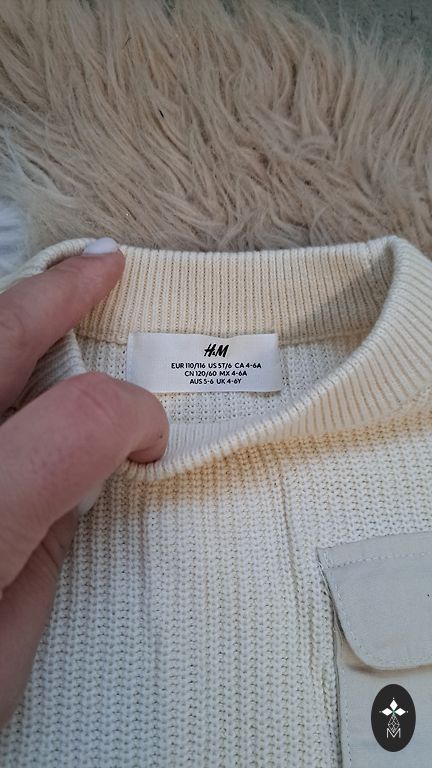 H&M
EUR 110/116 US 5T/6 CA 4-6A
CN 120/60 MX 4-6A
AUS 5-6 UK 4-6Y
M